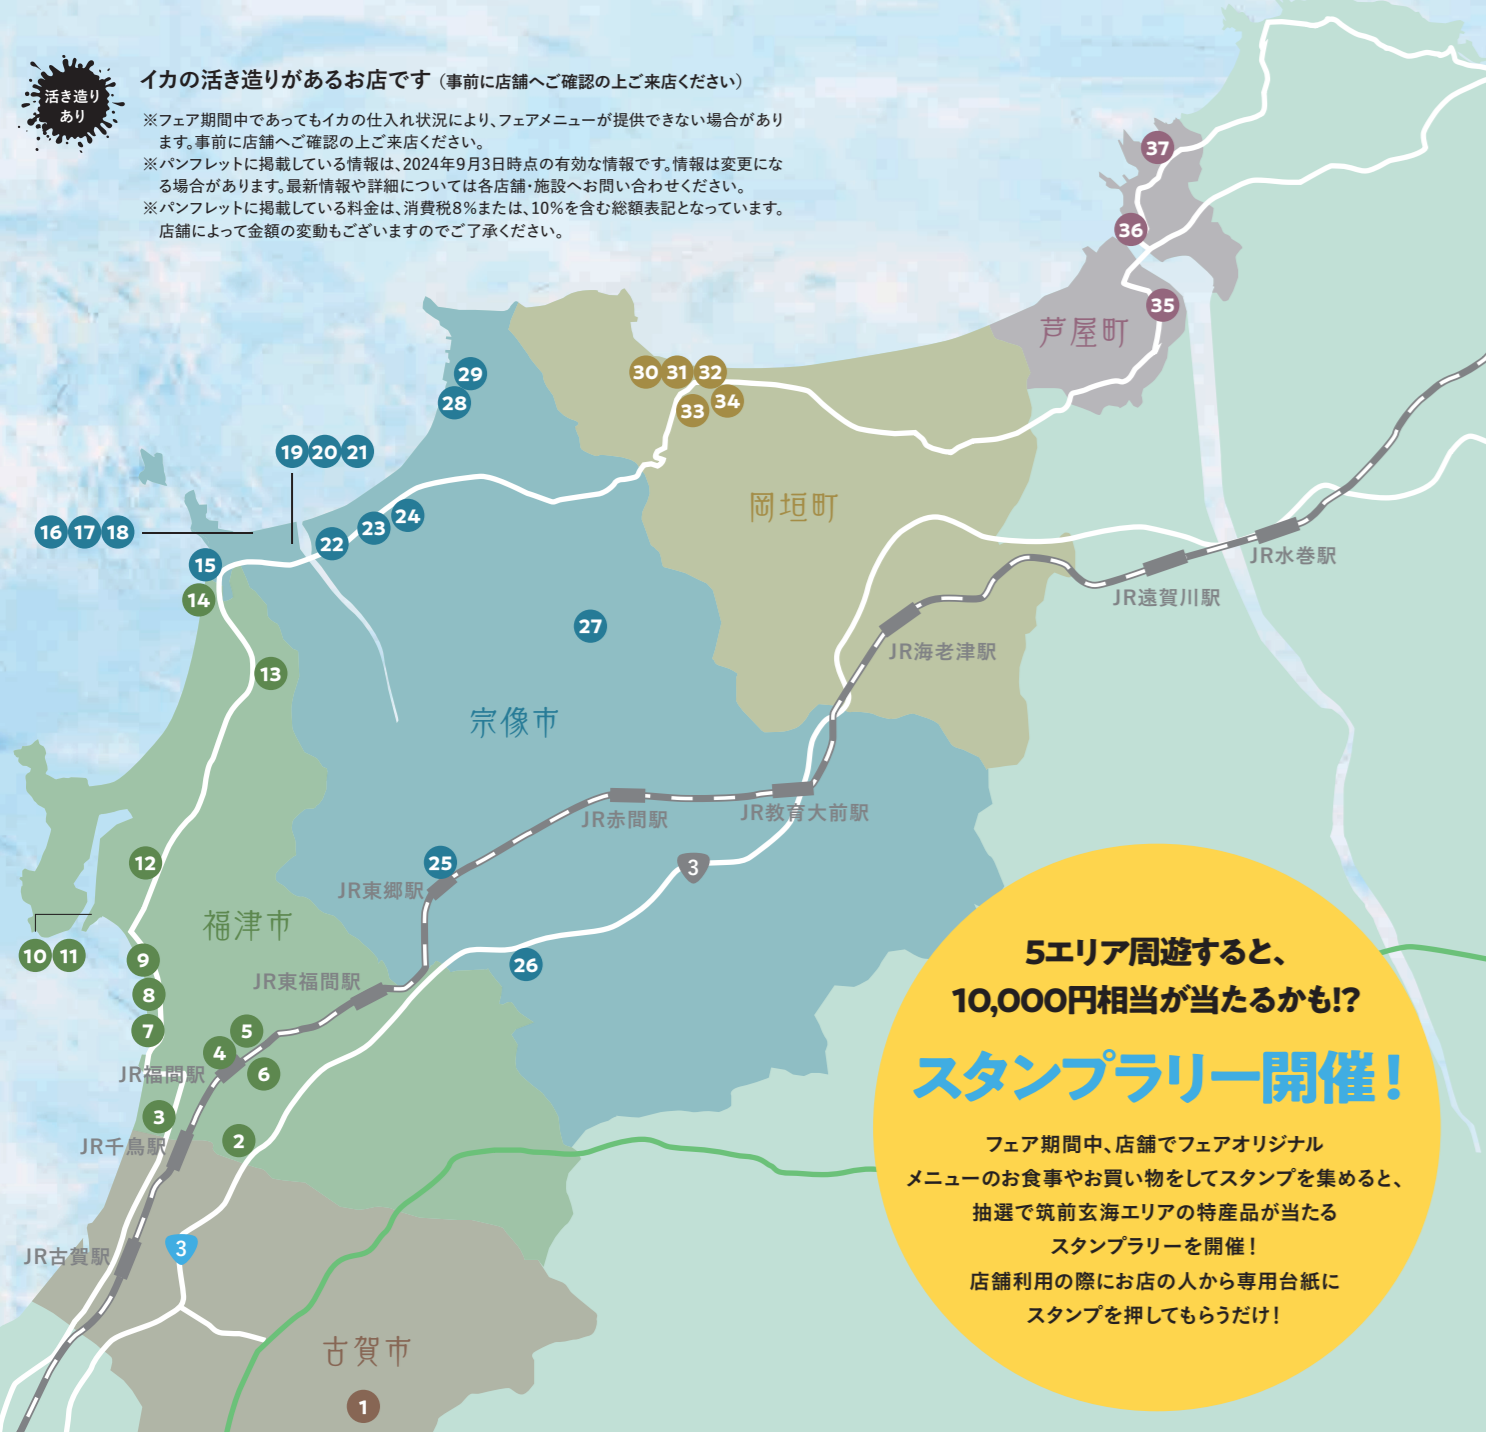 活き造り
あり
イカの活き造りがあるお店です（事前に店舗へご確認の上ご来店ください）
※フェア期間中であってもイカの仕入れ状況により、フェアメニューが提供できない場合があり
ます。事前に店舗へご確認の上ご来店ください。
※パンフレットに掲載している情報は、2024年9月3日時点の有効な情報です。情報は変更にな
る場合があります。最新情報や詳細については各店舗・施設へお問い合わせください。
※パンフレットに掲載している料金は、消費税8%または、10%を含む総額表記となっています。
店舗によって金額の変動もございますのでご了承ください。
37
36
35
芦屋町
29
28
30 31 32
33 34
19 20 21
岡垣町
16 17 18
22 23 24
15
14
JR水巻駅
JR遠賀川駅
27
JR海老津駅
13
宗像市
JR赤間駅
JR教育大前駅
12
25
3
JR東郷駅
福津市
10 11
9
26
JR東福間駅
8
7
5
4
6
JR福間駅
3
2
JR千鳥駅
3
JR古賀駅
古賀市
1
5エリア周遊すると、
10,000円相当が当たるかも!?
スタンプラリー開催！
フェア期間中、店舗でフェアオリジナル
メニューのお食事やお買い物をしてスタンプを集めると、
抽選で筑前玄海エリアの特産品が当たる
スタンプラリーを開催！
店舗利用の際にお店の人から専用台紙に
スタンプを押してもらうだけ！